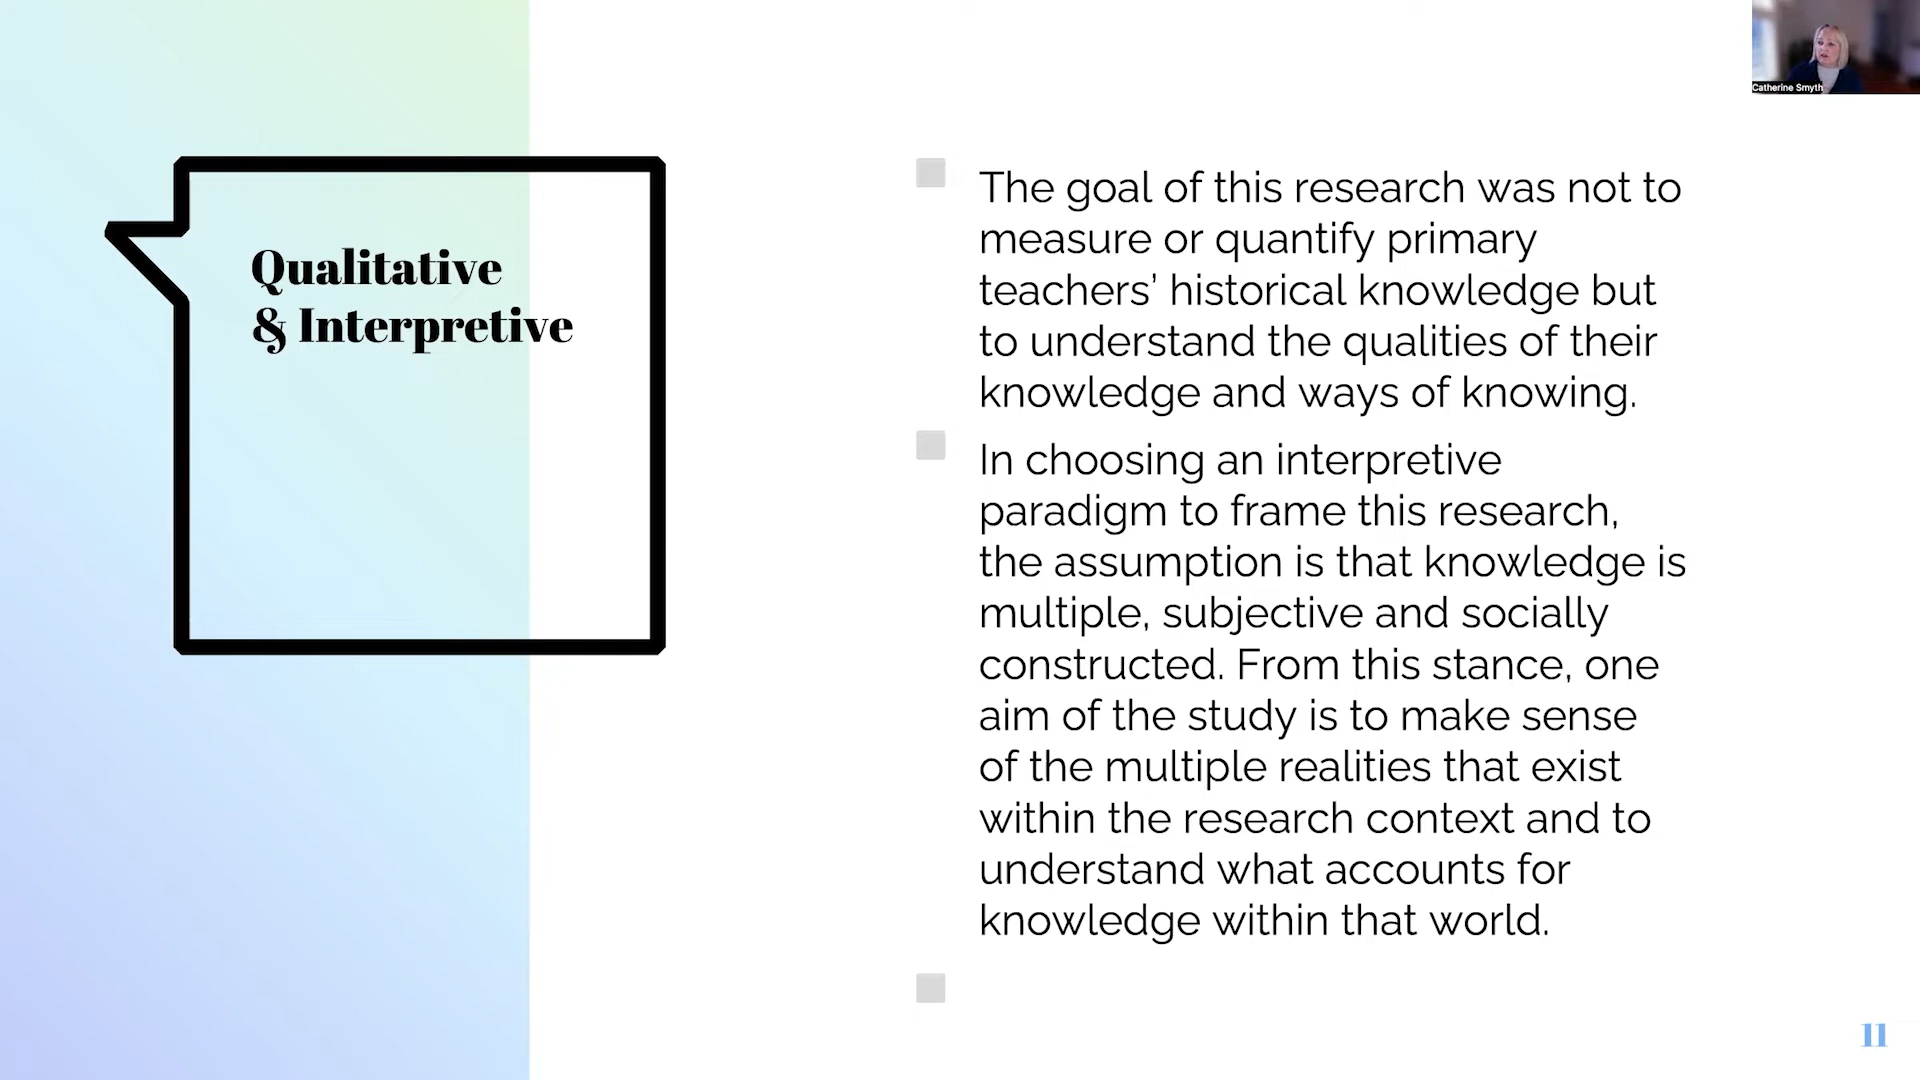 Catherine Smyth
Qualitative
& Interpretive
The goal of this research was not to
measure or quantify primary
teachers’ historical knowledge but
to understand the qualities of their
knowledge and ways of knowing.
In choosing an interpretive
paradigm to frame this research,
the assumption is that knowledge is
multiple, subjective and socially
constructed. From this stance, one
aim of the study is to make sense
of the multiple realities that exist
within the research context and to
understand what accounts for
knowledge within that world.
11